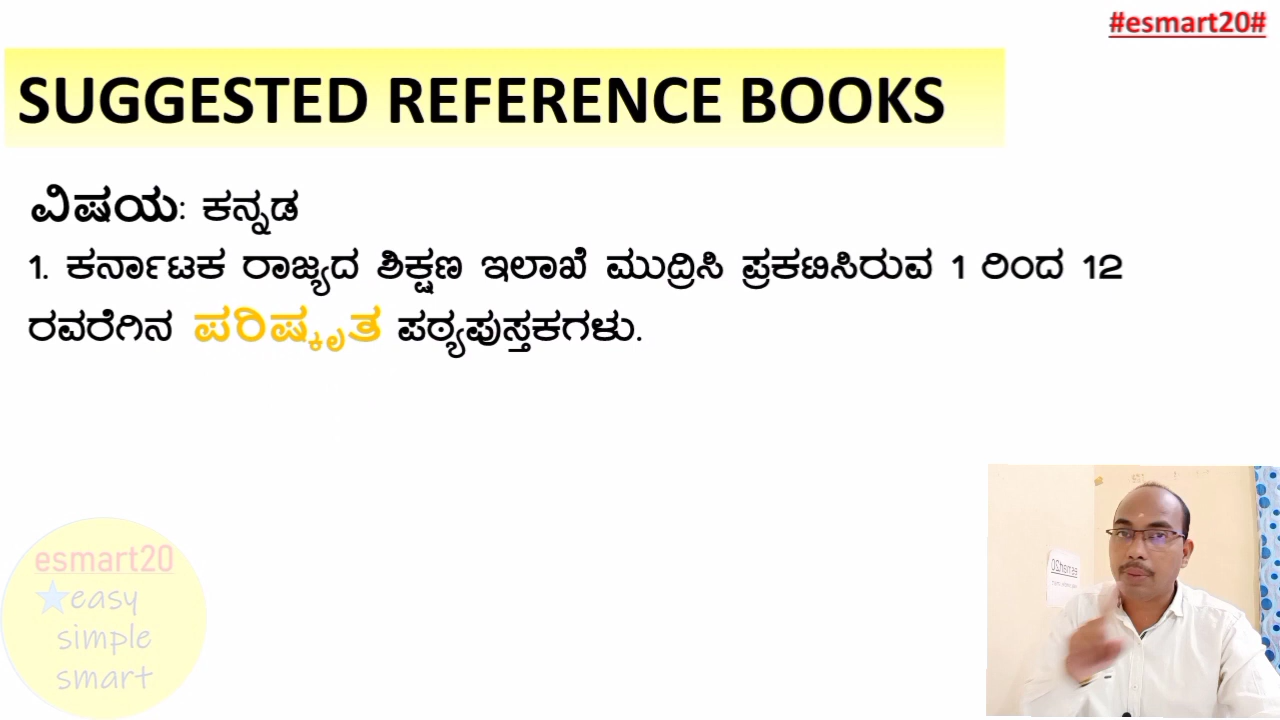 #esmart20#
SUGGESTED REFERENCE BOOKS
ವಿಷಯ: ಕನ್ನಡ
1. ಕರ್ನಾಟಕ ರಾಜ್ಯದ ಶಿಕ್ಷಣ ಇಲಾಖೆ ಮುದ್ರಿಸಿ ಪ್ರಕಟಿಸಿರುವ 1 ರಿಂದ 12
ರವರೆಗಿನ ಪರಿಷ್ಕೃತ ಪಠ್ಯಪುಸ್ತಕಗಳು.
esmart20
easy
simple
smart
esmart20